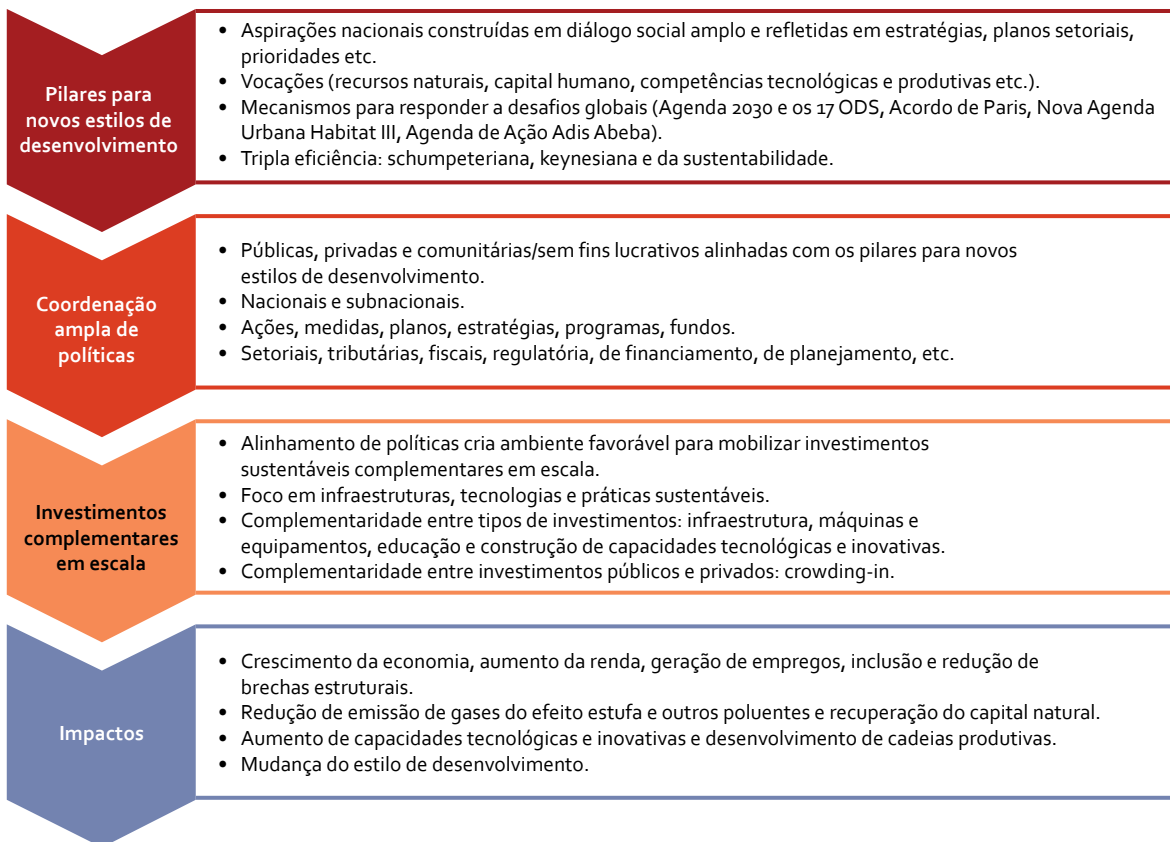 Pilares para
novos estilos de
desenvolvimento
• Aspirações nacionais construídas em diálogo social amplo e refletidas em estratégias, planos setoriais,
prioridades etc.
• Vocações (recursos naturais, capital humano, competências tecnológicas e produtivas etc.).
• Mecanismos para responder a desafios globais (Agenda 2030 e os 17 ODS, Acordo de Paris, Nova Agenda
Urbana Habitat III, Agenda de Ação Adis Abeba).
• Tripla eficiência: schumpeteriana, keynesiana e da sustentabilidade.
Coordenação
ampla de
políticas
• Públicas, privadas e comunitárias/sem fins lucrativos alinhadas com os pilares para novos
estilos de desenvolvimento.
• Nacionais e subnacionais.
• Ações, medidas, planos, estratégias, programas, fundos.
• Setoriais, tributárias, fiscais, regulatória, de financiamento, de planejamento, etc.
Investimentos
complementares
em escala
• Alinhamento de políticas cria ambiente favorável para mobilizar investimentos
sustentáveis complementares em escala.
• Foco em infraestruturas, tecnologias e práticas sustentáveis.
• Complementaridade entre tipos de investimentos: infraestrutura, máquinas e
equipamentos, educação e construção de capacidades tecnológicas e inovativas.
• Complementaridade entre investimentos públicos e privados: crowding-in.
Impactos
• Crescimento da economia, aumento da renda, geração de empregos, inclusão e redução de
brechas estruturais.
• Redução de emissão de gases do efeito estufa e outros poluentes e recuperação do capital natural.
• Aumento de capacidades tecnológicas e inovativas e desenvolvimento de cadeias produtivas.
• Mudança do estilo de desenvolvimento.